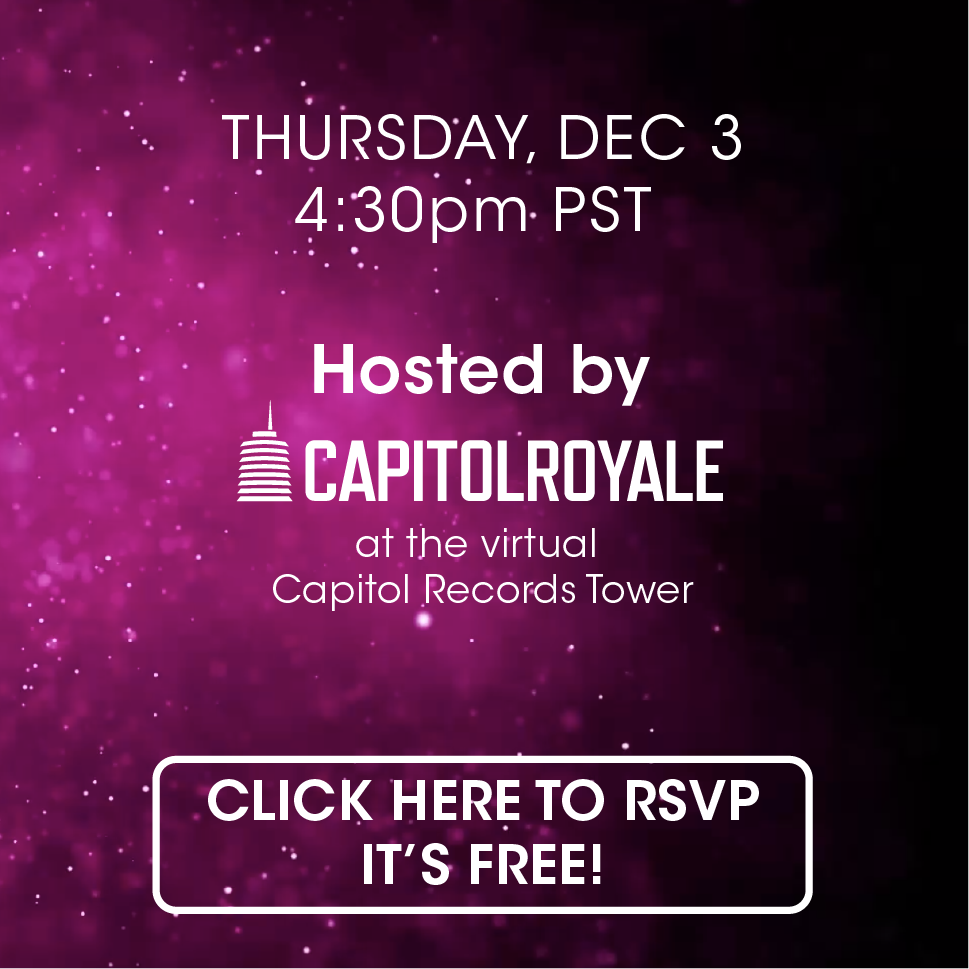 THURSDAY, DEC 3
4:30pm PST
Hosted by
CAPITOLROYALE
at the virtual
Capitol Records Tower
CLICK HERE TO RSVP
IT’S FREE!